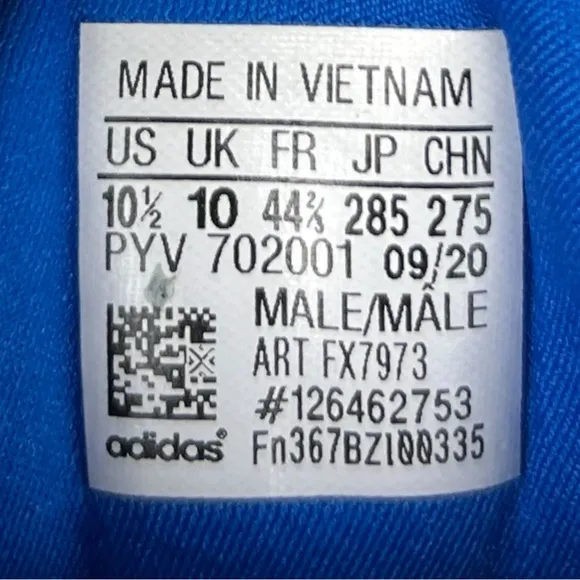 MADE IN VIETNAM
US UK FR JP CHN
10½ 10 44⅔ 285 275
PYV 702001 09/20
MALE/MÂLE
ART FX7973
#126462753
adidas® Fn367BZl00335